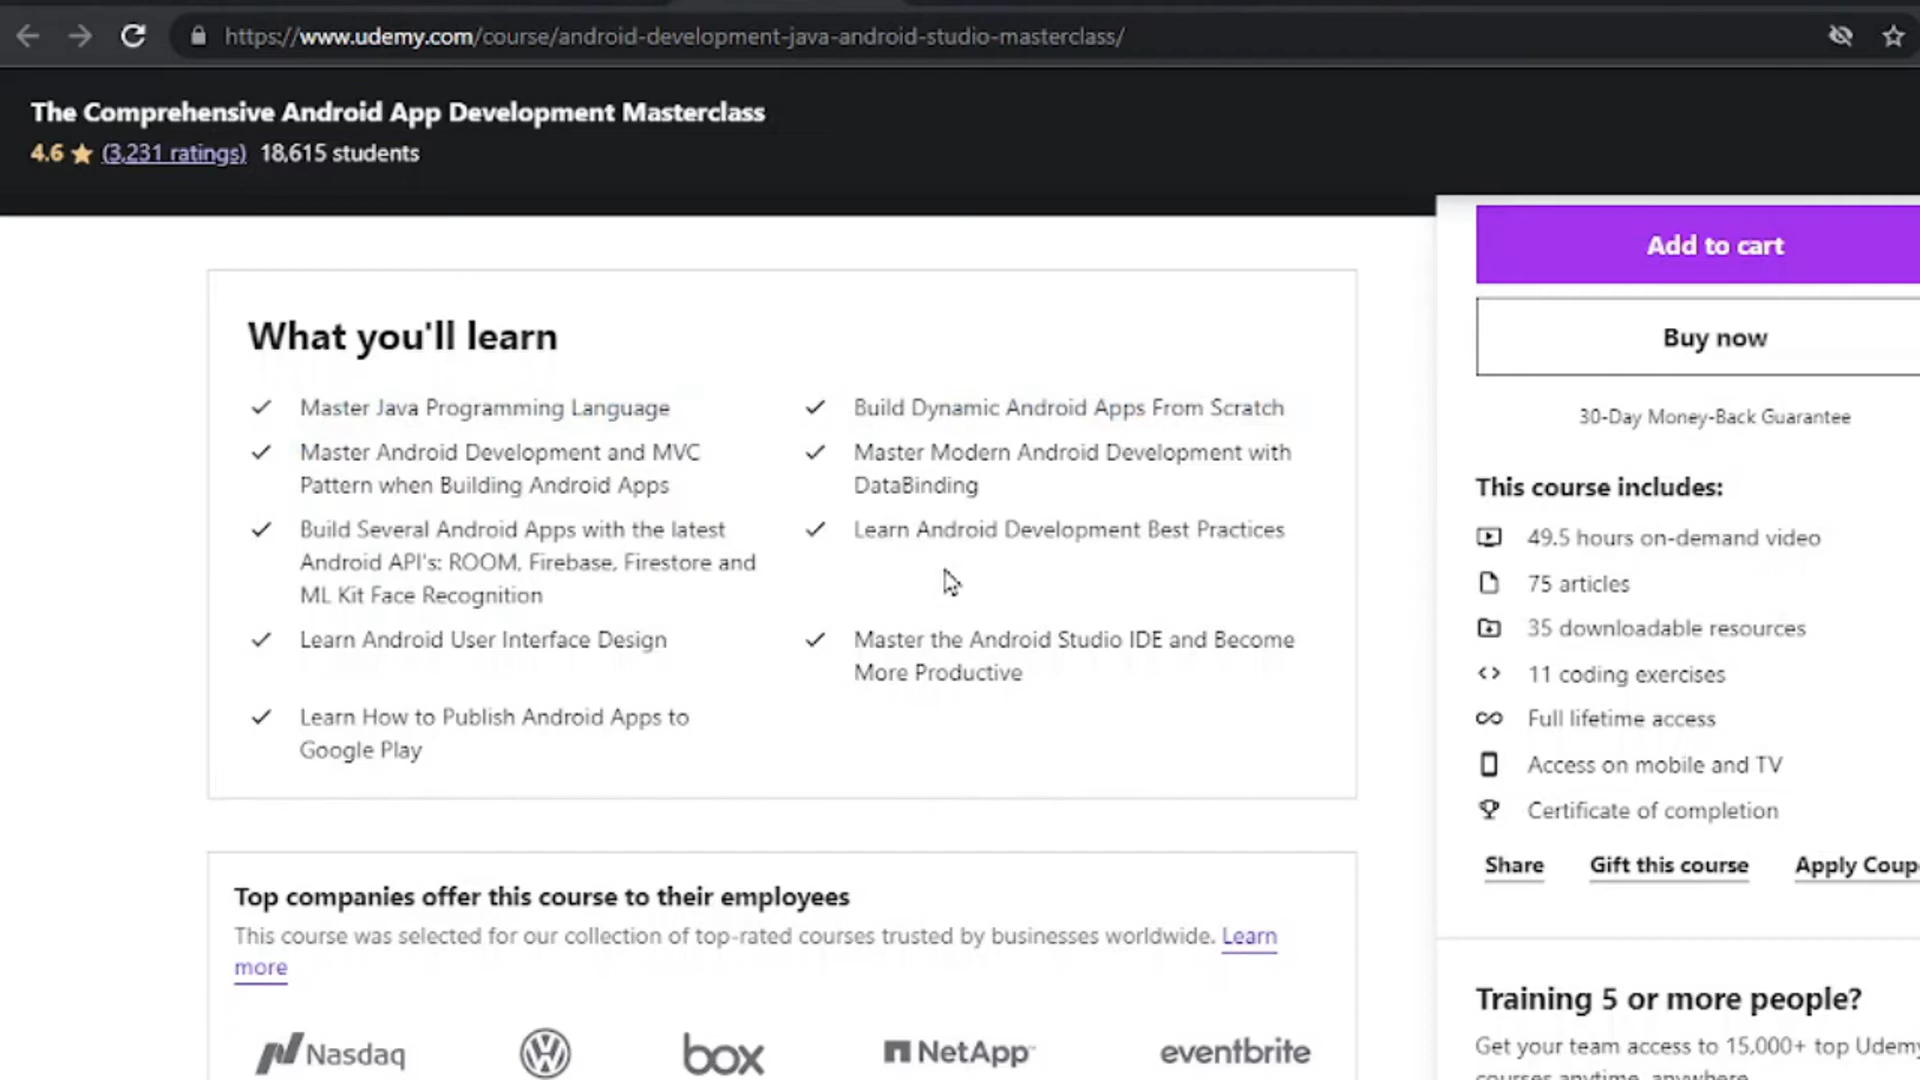 https://www.udemy.com/course/android-development-java-android-studio-masterclass/
The Comprehensive Android App Development Masterclass
4.6 ★ (3,231 ratings) 18,615 students
Add to cart
Buy now
30-Day Money-Back Guarantee
What you'll learn
Master Java Programming Language
Master Android Development and MVC
Pattern when Building Android Apps
Build Several Android Apps with the latest
Android API's: ROOM, Firebase, Firestore and
ML Kit Face Recognition
Learn Android User Interface Design
Learn How to Publish Android Apps to
Google Play
Build Dynamic Android Apps From Scratch
Master Modern Android Development with
DataBinding
Learn Android Development Best Practices
Master the Android Studio IDE and Become
More Productive
This course includes:
49.5 hours on-demand video
75 articles
35 downloadable resources
11 coding exercises
Full lifetime access
Access on mobile and TV
Certificate of completion
Share Gift this course Apply Coup
Top companies offer this course to their employees
This course was selected for our collection of top-rated courses trusted by businesses worldwide. Learn
more
Nasdaq
box
NetApp
eventbrite
Training 5 or more people?
Get your team access to 15,000+ top Udemy
courses anytime, anywhere.